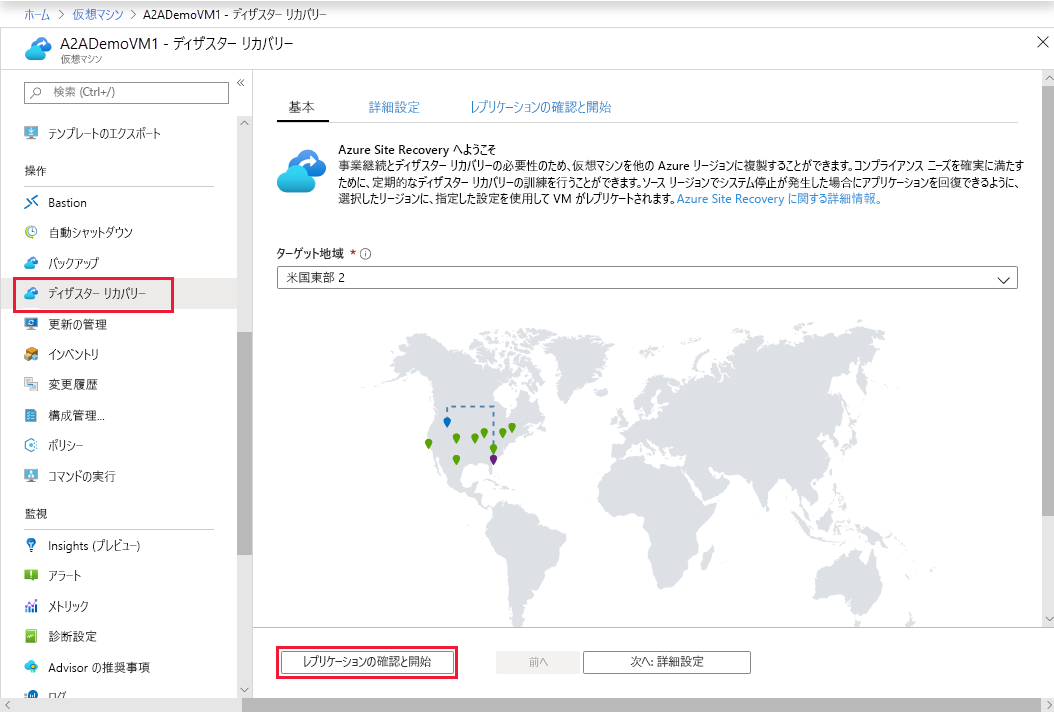 ホーム > 仮想マシン > A2ADemoVM1 - ディザスター リカバリー
A2ADemoVM1 - ディザスター リカバリー
仮想マシン
検索 (Ctrl+/)
テンプレートのエクスポート
操作
Bastion
自動シャットダウン
バックアップ
ディザスター リカバリー
更新の管理
インベントリ
変更履歴
構成管理...
ポリシー
コマンドの実行
監視
Insights (プレビュー)
アラート
メトリック
診断設定
Advisor の推奨事項
ログ
基本 詳細設定 レプリケーションの確認と開始
Azure Site Recovery へようこそ
事業継続とディザスター リカバリーの必要性のため、仮想マシンを他の Azure リージョンに複製することができます。コンプライアンス ニーズを確実に満たす
ために、定期的なディザスター リカバリーの訓練を行うことができます。ソース リージョンでシステム停止が発生した場合にアプリケーションを回復できるように、
選択したリージョンに、指定した設定を使用して VM がレプリケートされます。Azure Site Recovery に関する詳細情報。
ターゲット地域 *
米国東部 2
レプリケーションの確認と開始 前へ 次へ: 詳細設定